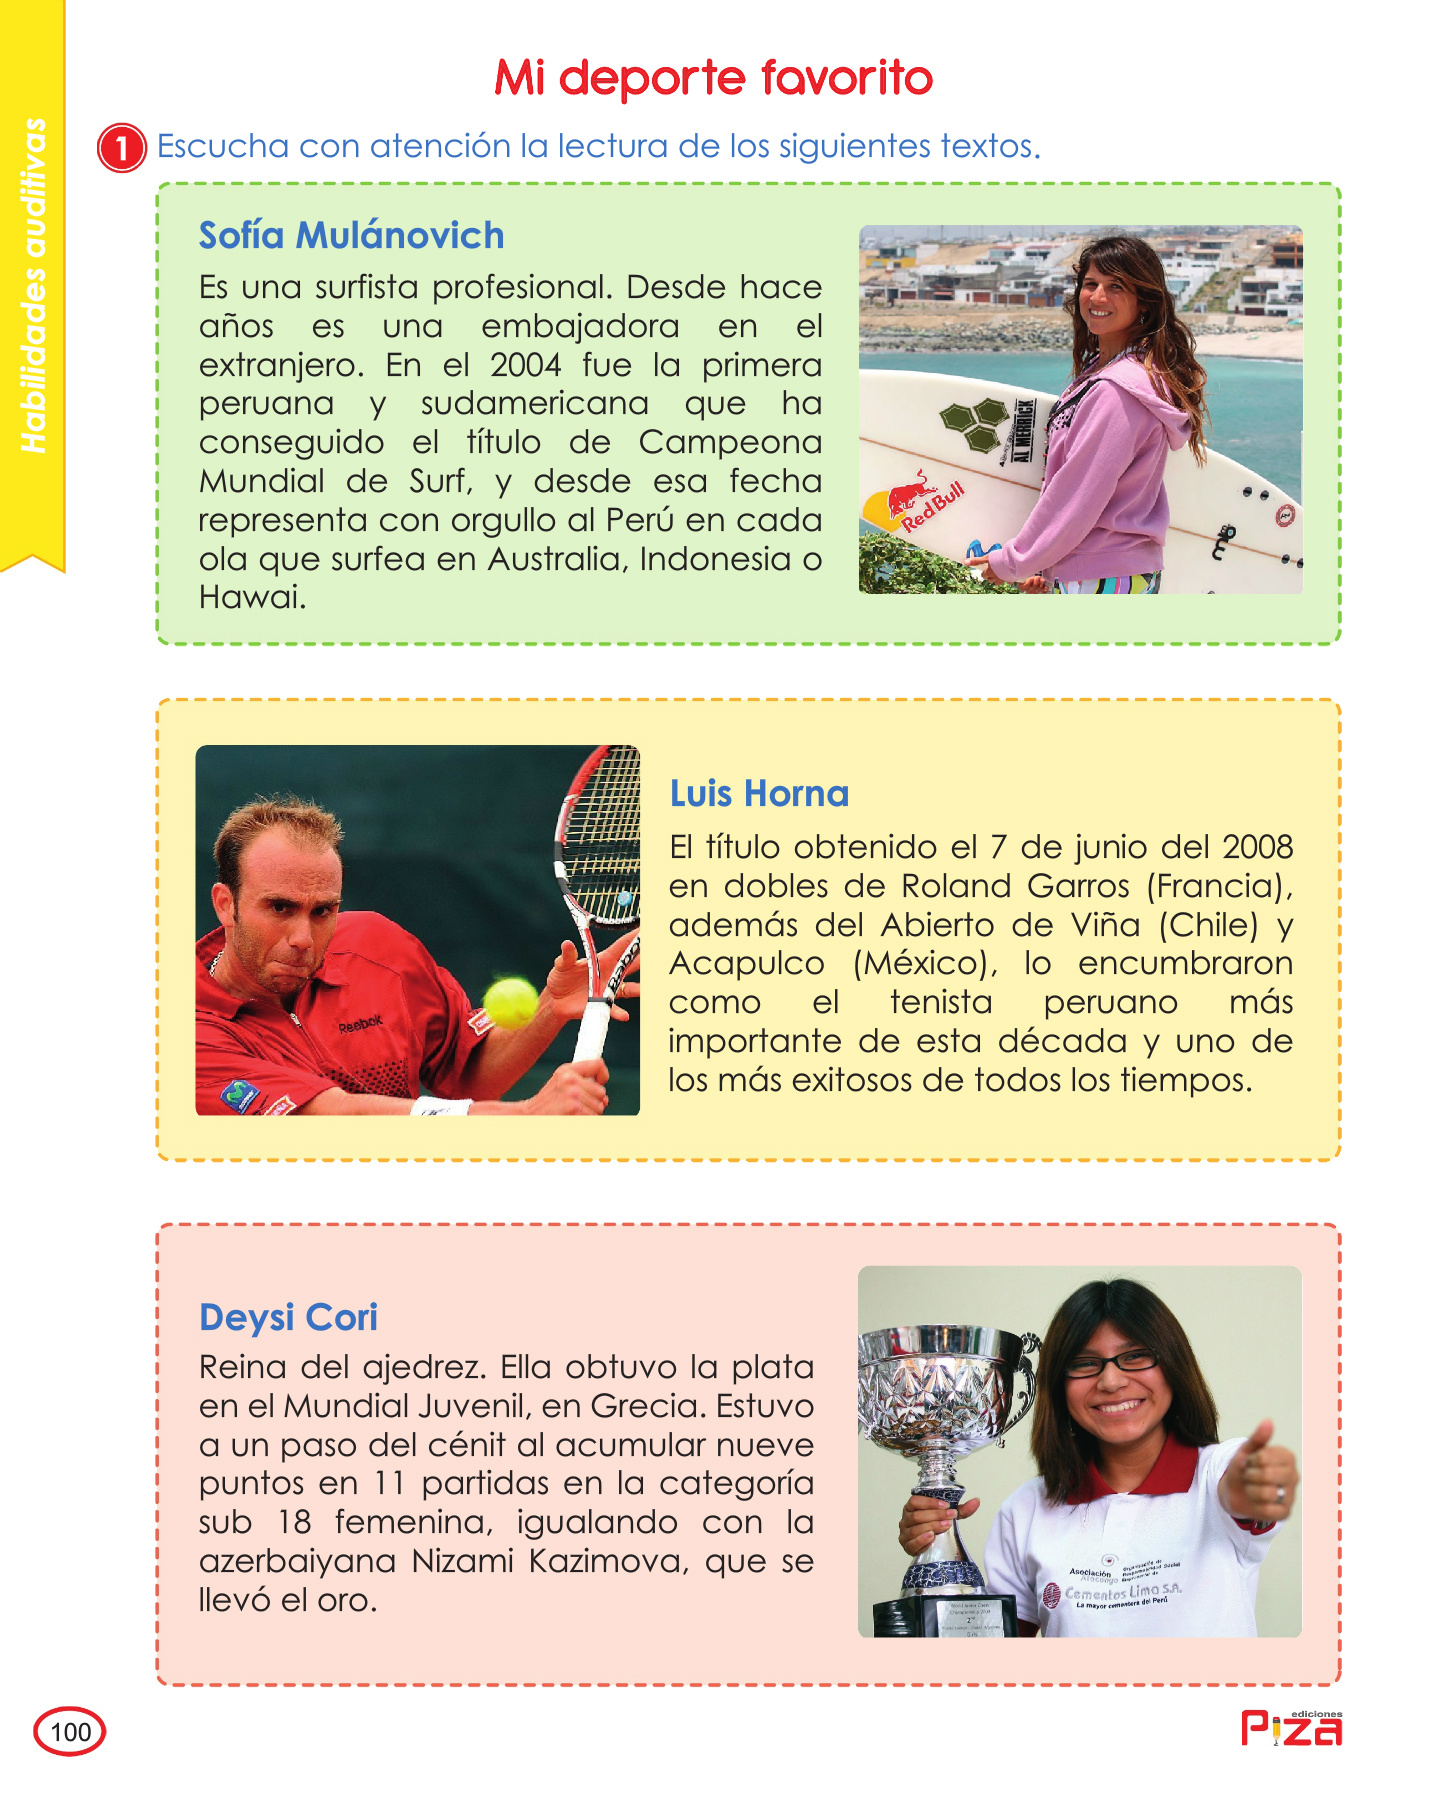 Mi deporte favorito
Habilidades auditivas
1 Escucha con atención la lectura de los siguientes textos.
Sofía Mulánovich
Es una surfista profesional. Desde hace
años es una embajadora en el
extranjero. En el 2004 fue la primera
peruana y sudamericana que ha
conseguido el título de Campeona
Mundial de Surf, y desde esa fecha
representa con orgullo al Perú en cada
ola que surfea en Australia, Indonesia o
Hawai.
AL MERRICK
RedBull
Luis Horna
El título obtenido el 7 de junio del 2008
en dobles de Roland Garros (Francia),
además del Abierto de Viña (Chile) y
Acapulco (México), lo encumbraron
como el tenista peruano más
importante de esta década y uno de
los más exitosos de todos los tiempos.
Reebok
Deysi Cori
Reina del ajedrez. Ella obtuvo la plata
en el Mundial Juvenil, en Grecia. Estuvo
a un paso del cénit al acumular nueve
puntos en 11 partidas en la categoría
sub 18 femenina, igualando con la
azerbaiyana Nizami Kazimova, que se
llevó el oro.
Asociación
Cementos Lima S.A.
La mayor cementera del Perú
2nd
100
ediciones
Piza